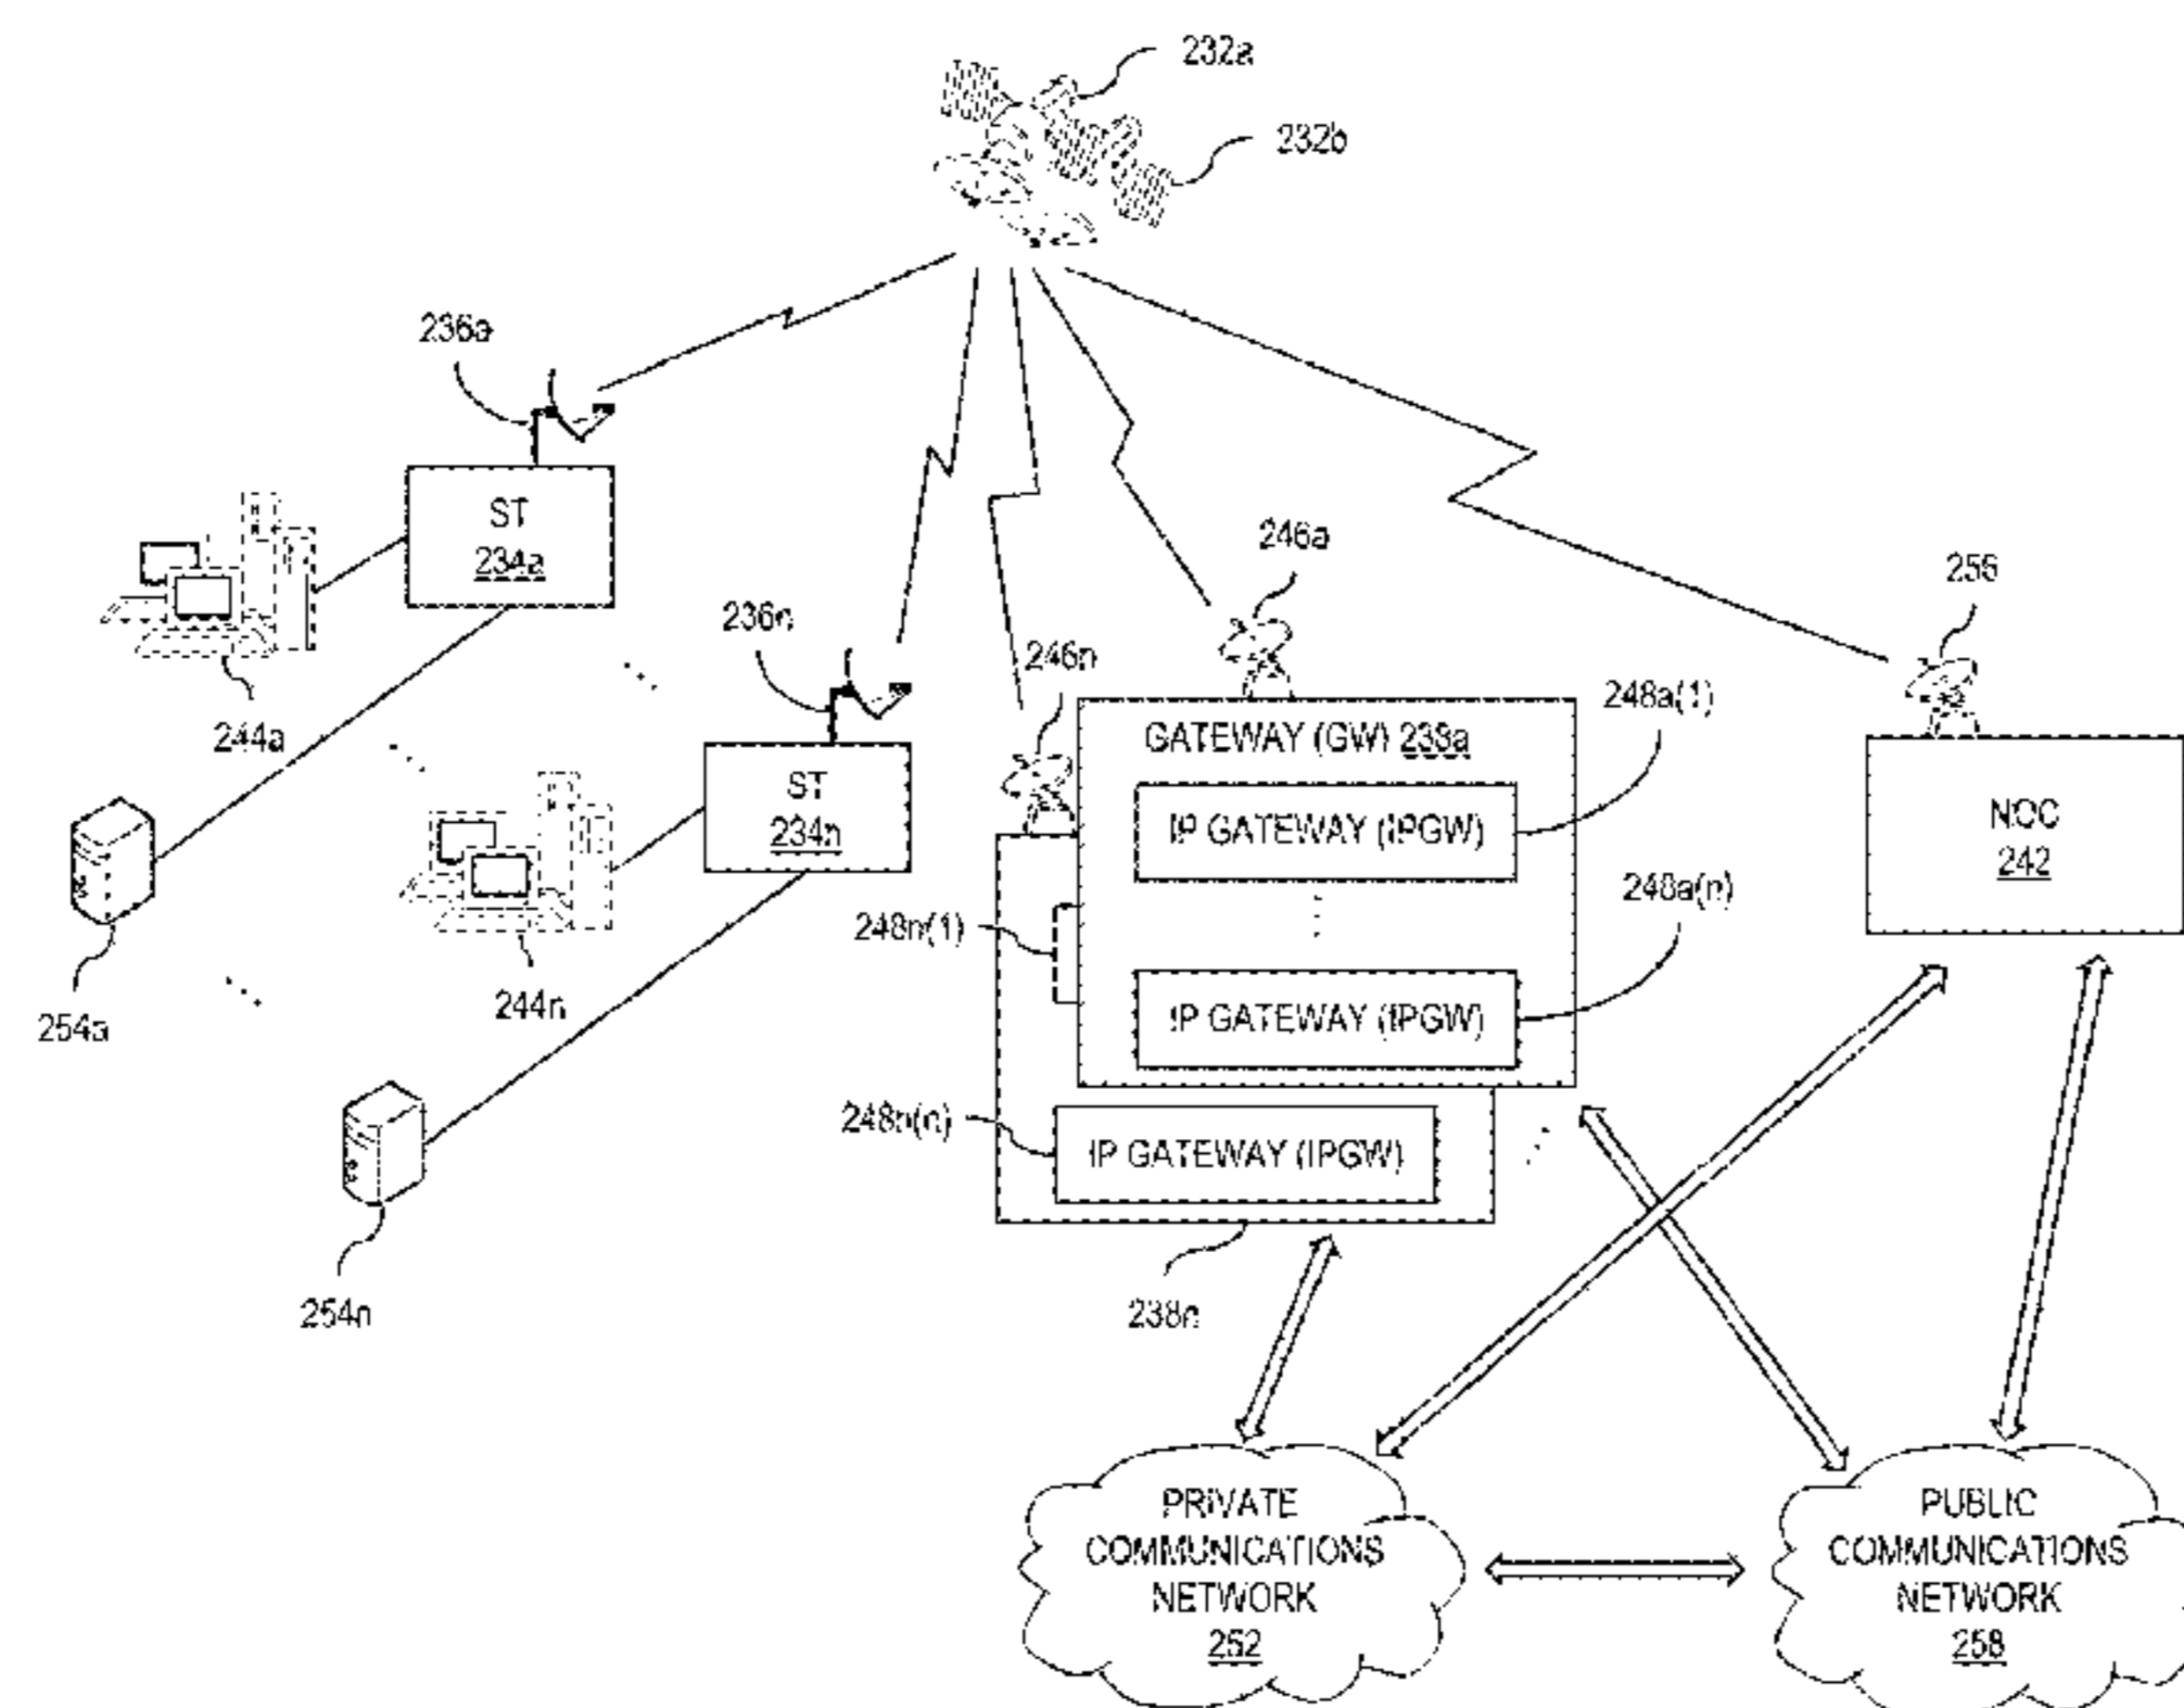 232a
232b
236a
ST
234a
246a
256
236n
246n
248a(1)
244a
GATEWAY (GW) 238a
ST
234n
IP GATEWAY (IPGW)
NOC
242
248n(1)
248a(n)
254a
244n
IP GATEWAY (IPGW)
248n(n)
IP GATEWAY (IPGW)
254n
238n
PRIVATE
COMMUNICATIONS
NETWORK
252
PUBLIC
COMMUNICATIONS
NETWORK
258